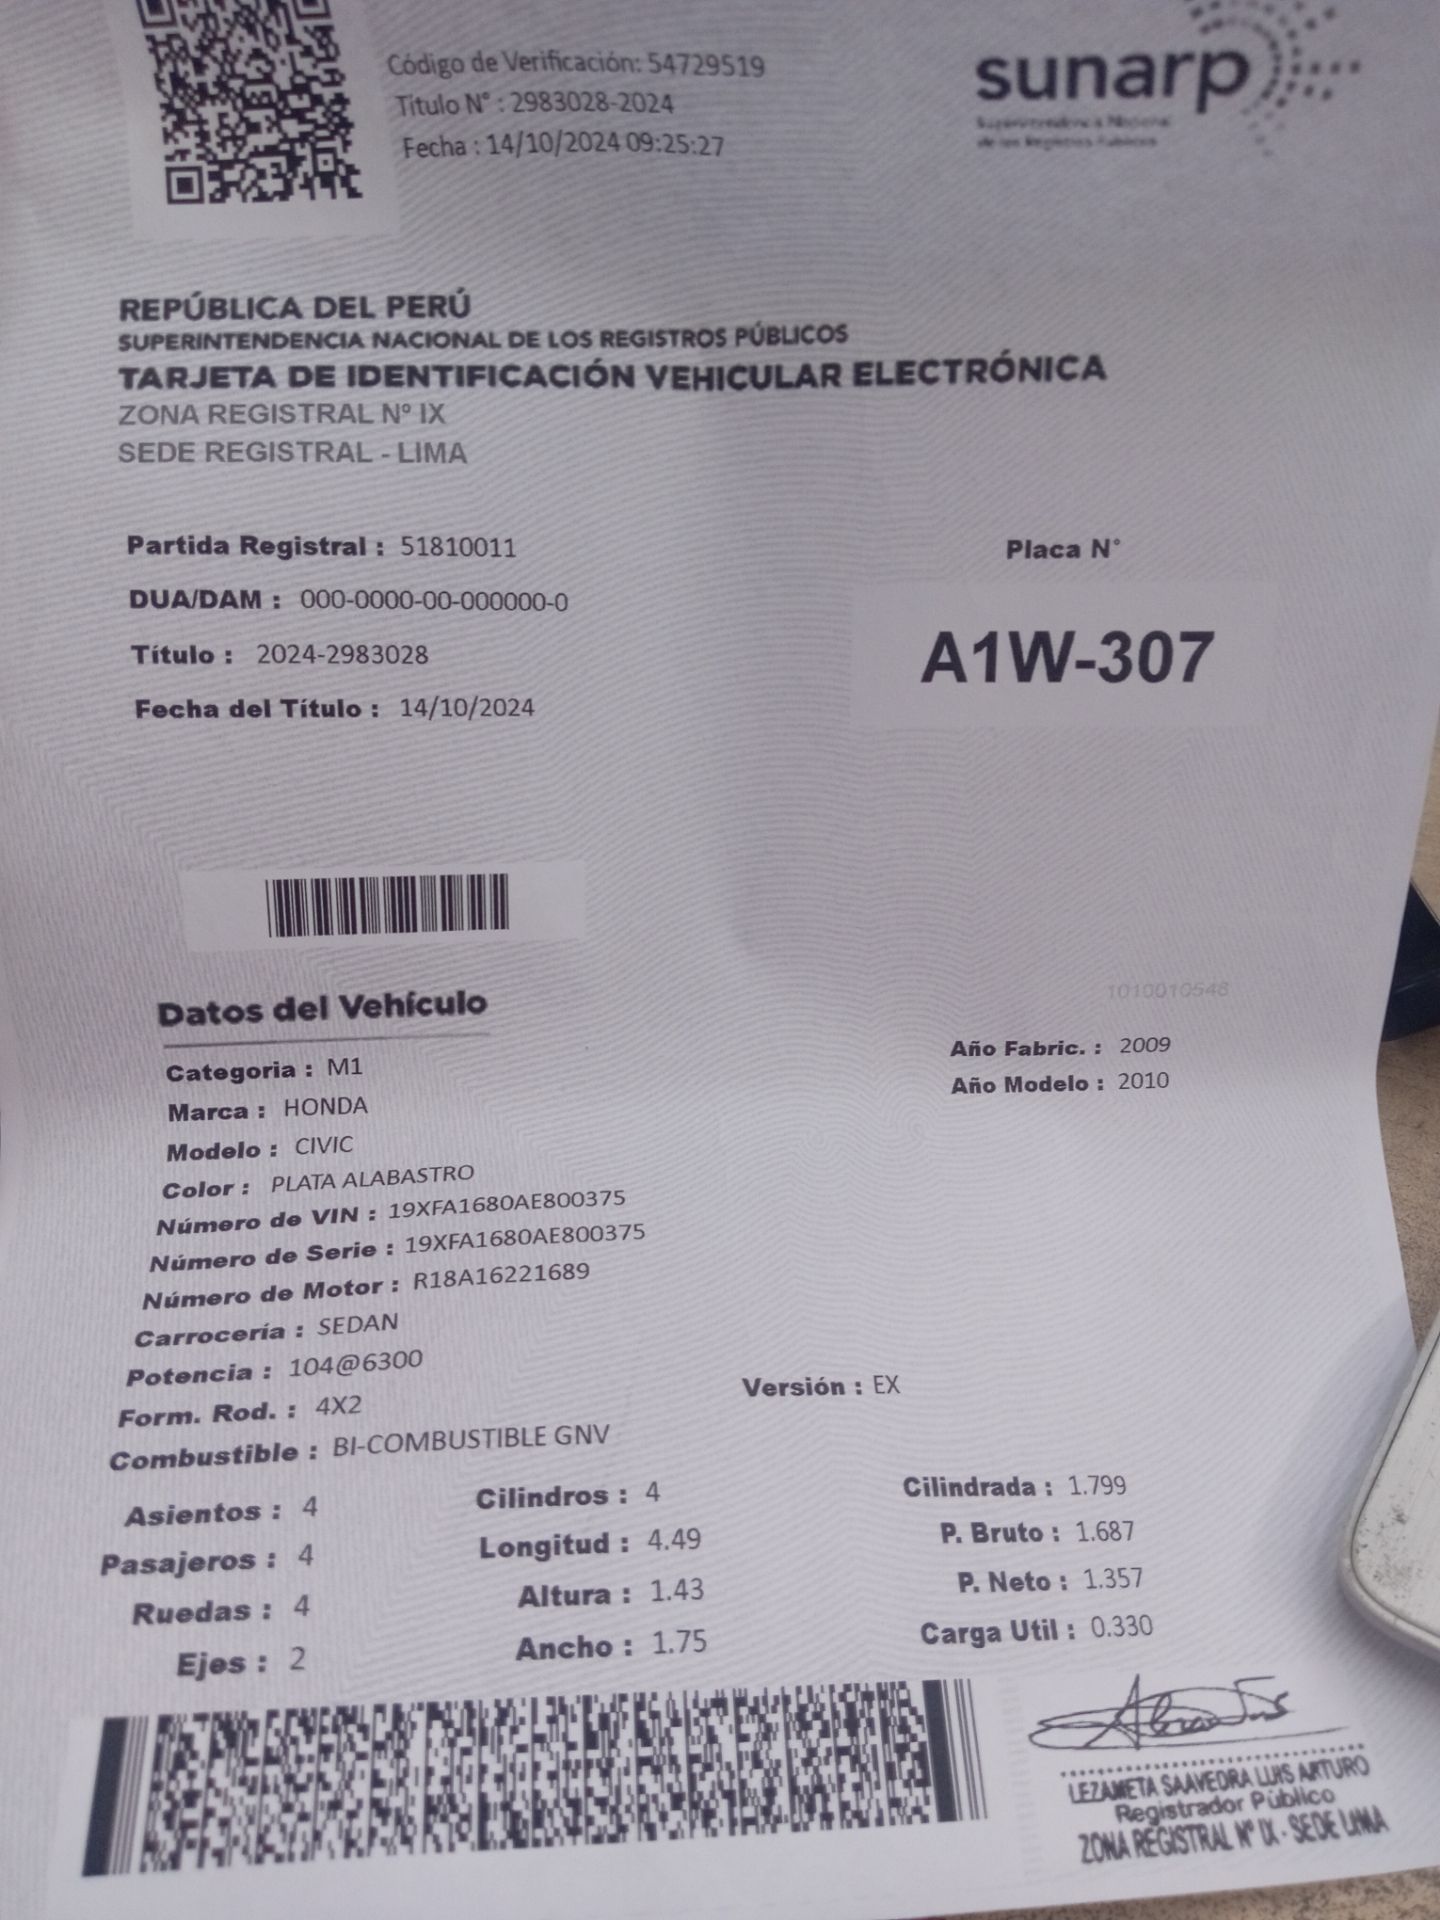 Código de Verificación: 54729519
Título N° : 2983028-2024
Fecha : 14/10/2024 09:25:27
sunarp
Superintendencia Nacional
de los Registros Públicos
REPÚBLICA DEL PERÚ
SUPERINTENDENCIA NACIONAL DE LOS REGISTROS PÚBLICOS
TARJETA DE IDENTIFICACIÓN VEHICULAR ELECTRÓNICA
ZONA REGISTRAL Nº IX
SEDE REGISTRAL - LIMA
Partida Registral : 51810011
DUA/DAM : 000-0000-00-000000-0
Título : 2024-2983028
Fecha del Título : 14/10/2024
Placa N°
A1W-307
Datos del Vehículo
1010010548
Año Fabric. : 2009
Año Modelo : 2010
Categoria : M1
Marca : HONDA
Modelo : CIVIC
Color : PLATA ALABASTRO
Número de VIN : 19XFA1680AE800375
Número de Serie : 19XFA1680AE800375
Número de Motor : R18A16221689
Carrocería : SEDAN
Potencia : 104@6300
Form. Rod. : 4X2
Versión : EX
Combustible : BI-COMBUSTIBLE GNV
Asientos : 4 Cilindros : 4 Cilindrada : 1.799
Pasajeros : 4 Longitud : 4.49 P. Bruto : 1.687
Ruedas : 4 Altura : 1.43 P. Neto : 1.357
Ejes : 2 Ancho : 1.75 Carga Util : 0.330
LEZAMETA SAAVEDRA LUIS ARTURO
Registrador Público
ZONA REGISTRAL N° IX - SEDE LIMA